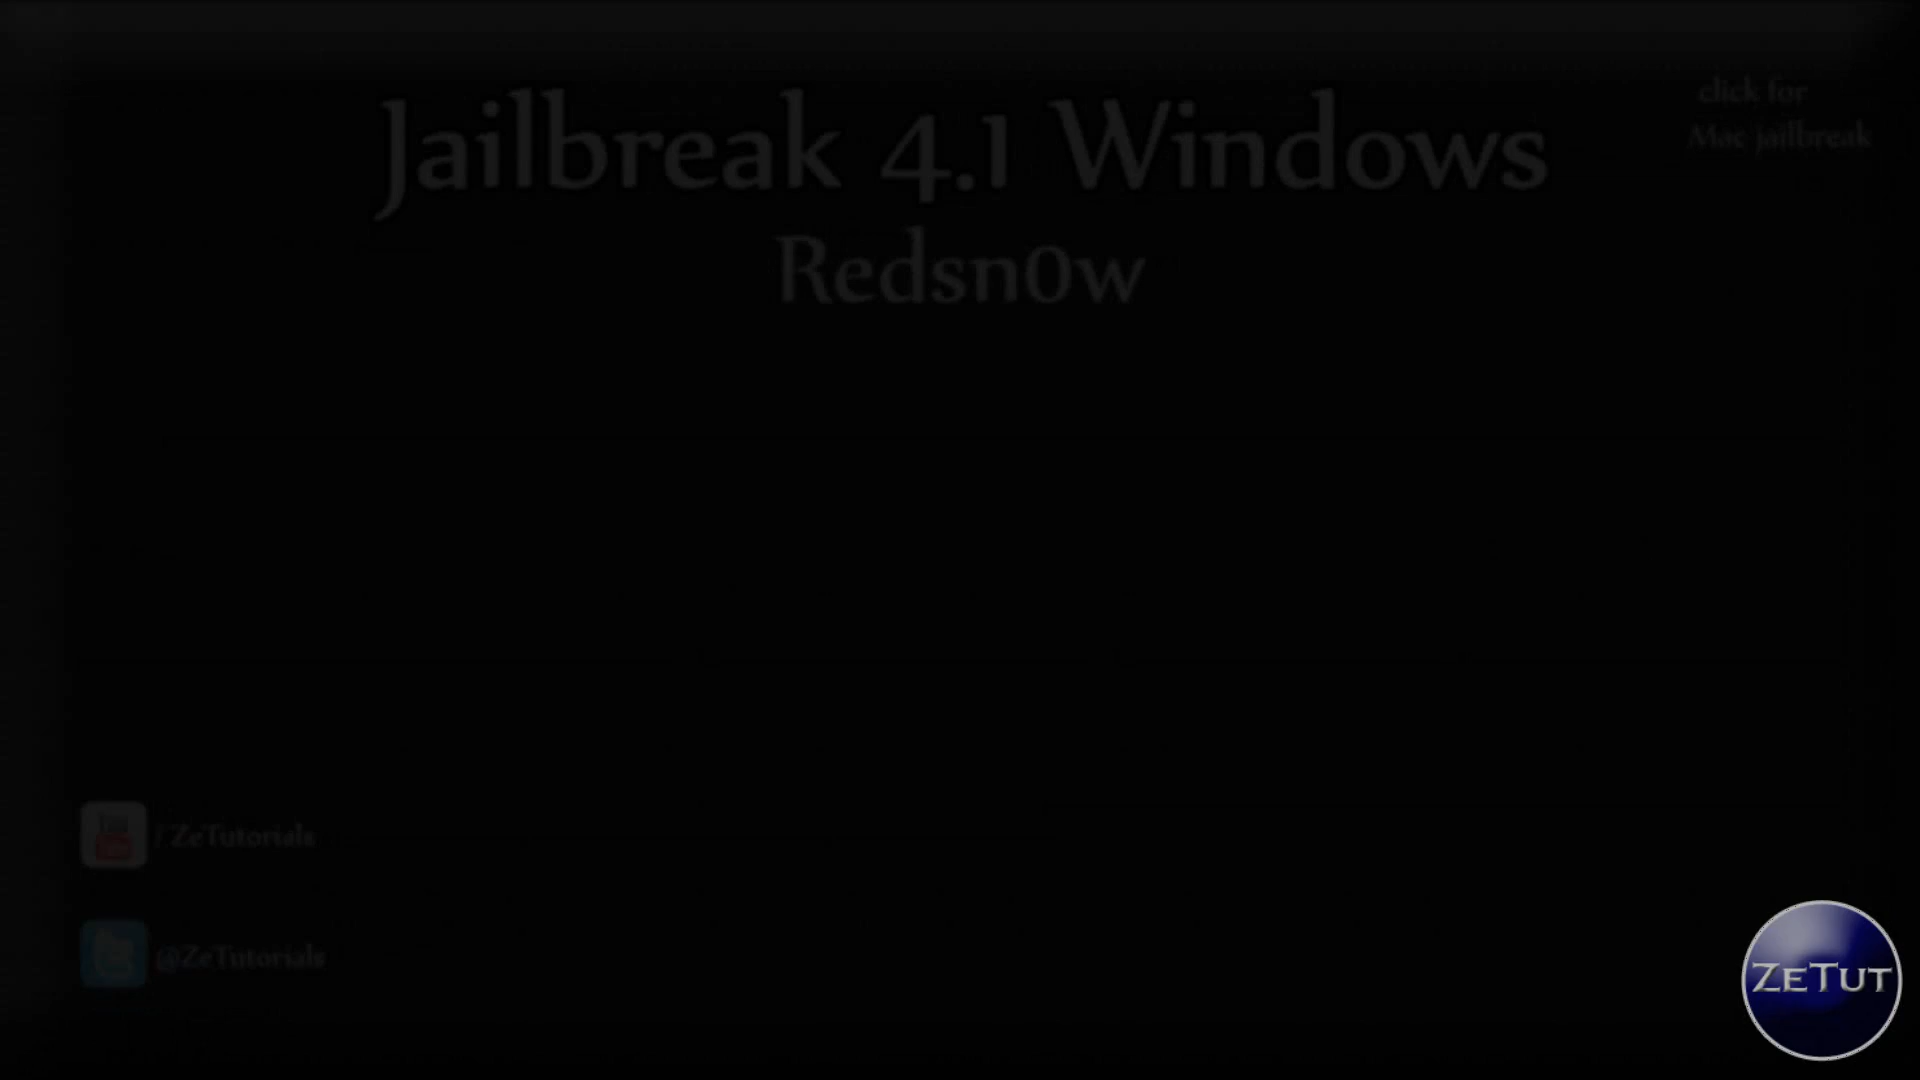 Jailbreak 4.1 Windows
Redsn0w
click for
Mac jailbreak
/ ZeTutorials
@ZeTutorials
ZeTut